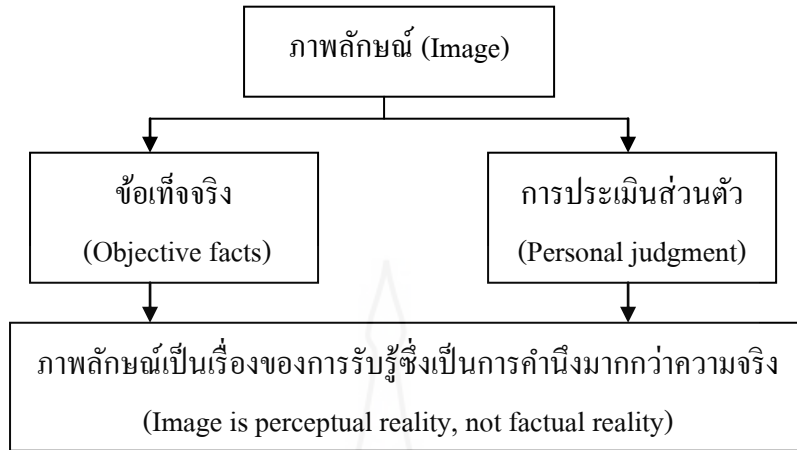 ภาพลักษณ์ (Image)
ข้อเท็จจริง
(Objective facts)
การประเมินส่วนตัว
(Personal judgment)
ภาพลักษณ์เป็นเรื่องของการรับรู้ซึ่งเป็นการคำนึงมากกว่าความจริง
(Image is perceptual reality, not factual reality)